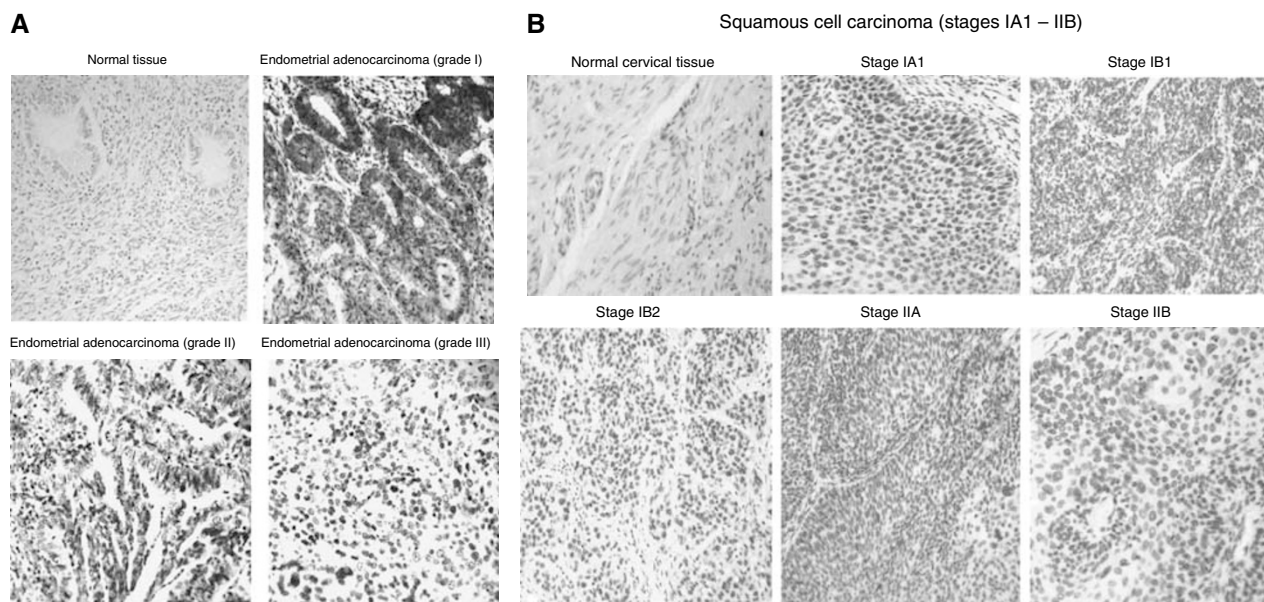 A
Normal tissue
Endometrial adenocarcinoma (grade I)
Endometrial adenocarcinoma (grade II)
Endometrial adenocarcinoma (grade III)
B
Squamous cell carcinoma (stages IA1 – IIB)
Normal cervical tissue
Stage IA1
Stage IB1
Stage IB2
Stage IIA
Stage IIB